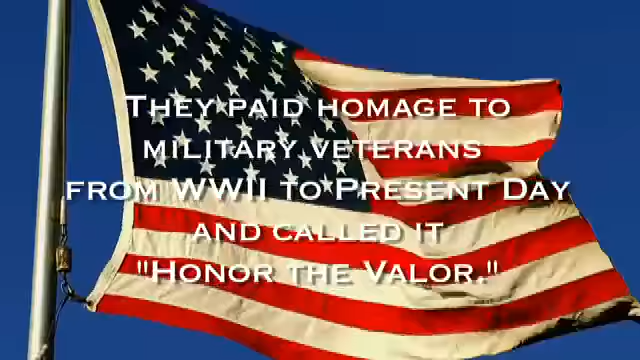 They paid homage to
military veterans
from WWII to Present Day
and called it
"Honor the Valor."